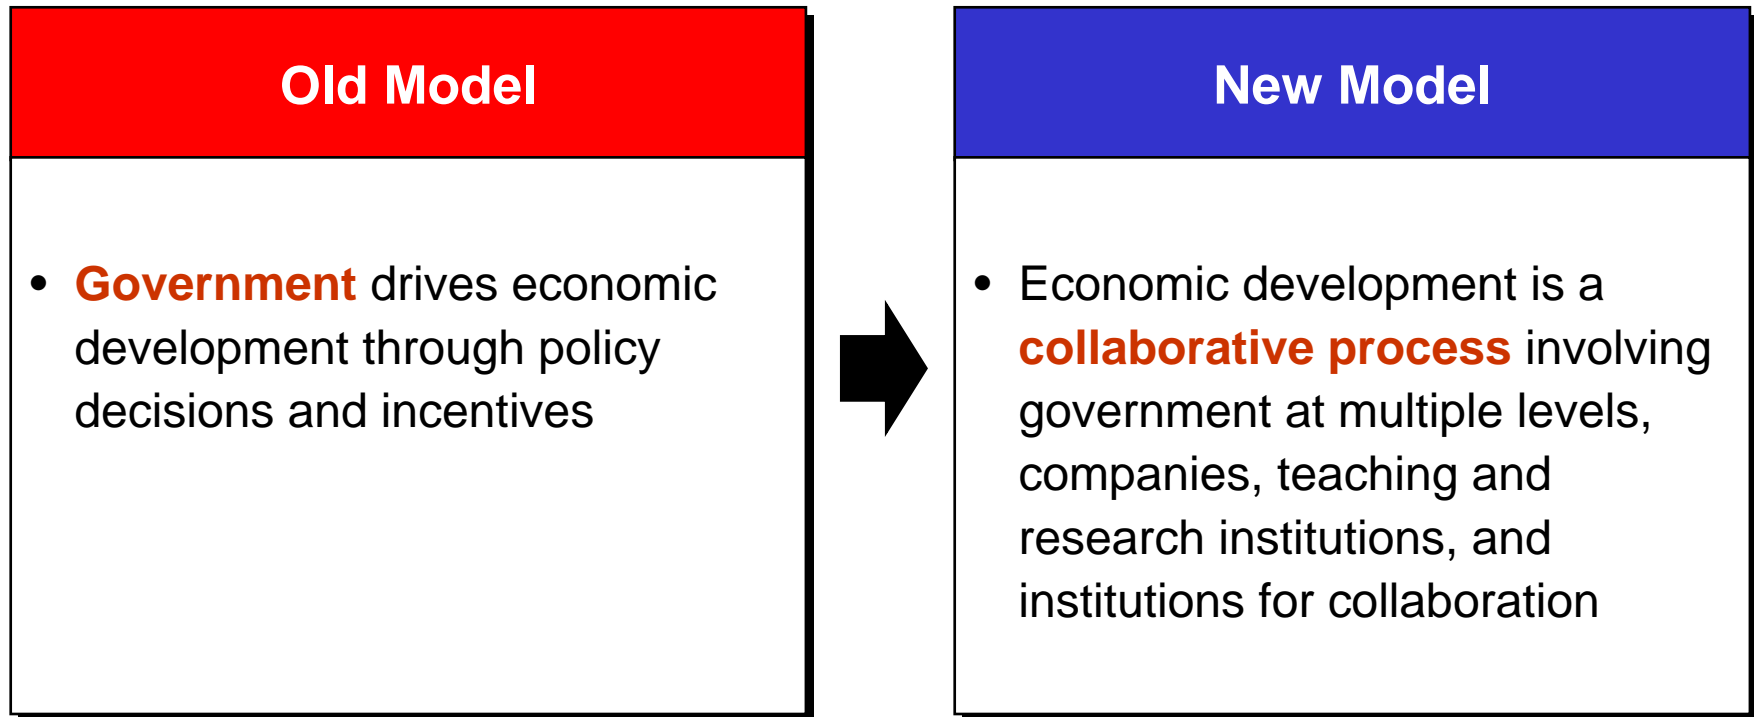 Old Model
• Government drives economic
development through policy
decisions and incentives
New Model
• Economic development is a
collaborative process involving
government at multiple levels,
companies, teaching and
research institutions, and
institutions for collaboration